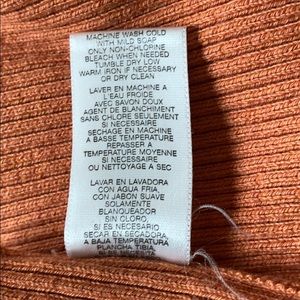 MACHINE WASH COLD
WITH MILD SOAP
ONLY NON-CHLORINE
BLEACH WHEN NEEDED
TUMBLE DRY LOW
WARM IRON IF NECESSARY
OR DRY CLEAN
LAVER EN MACHINE A
L'EAU FROIDE
AVEC SAVON DOUX
AGENT DE BLANCHIMENT
SANS CHLORE SEULEMENT
SI NECESSAIRE
SECHAGE EN MACHINE
A BASSE TEMPERATURE
REPASSER A
TEMPERATURE MOYENNE
SI NECESSAIRE
OU NETTOYAGE A SEC
LAVAR EN LAVADORA
CON AGUA FRIA,
CON JABON SUAVE
SOLAMENTE
BLANQUEADOR
SIN CLORO,
SI ES NECESARIO
SECAR EN SECADORA,
A BAJA TEMPERATURA
PLANCHA TIBIA,